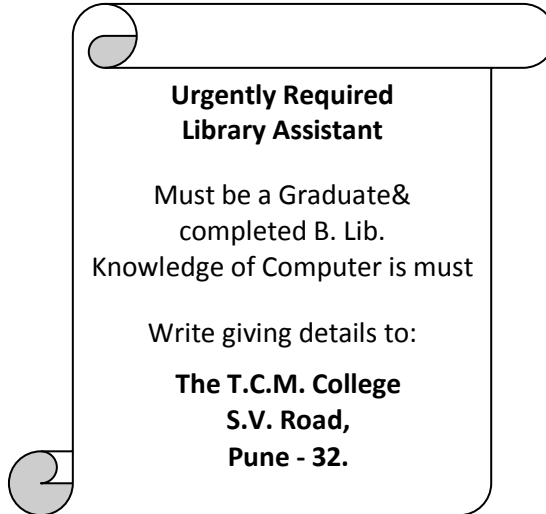 Urgently Required
Library Assistant
Must be a Graduate&
completed B. Lib.
Knowledge of Computer is must
Write giving details to:
The T.C.M. College
S.V. Road,
Pune - 32.